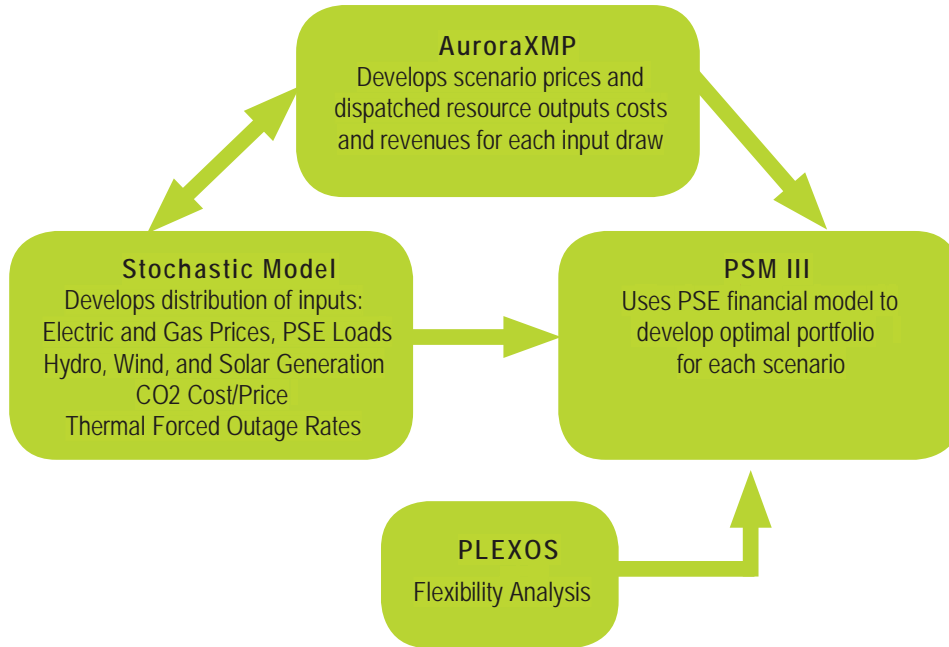 AuroraXMP
Develops scenario prices and
dispatched resource outputs costs
and revenues for each input draw
Stochastic Model
Develops distribution of inputs:
Electric and Gas Prices, PSE Loads
Hydro, Wind, and Solar Generation
CO2 Cost/Price
Thermal Forced Outage Rates
PSM III
Uses PSE financial model to
develop optimal portfolio
for each scenario
PLEXOS
Flexibility Analysis